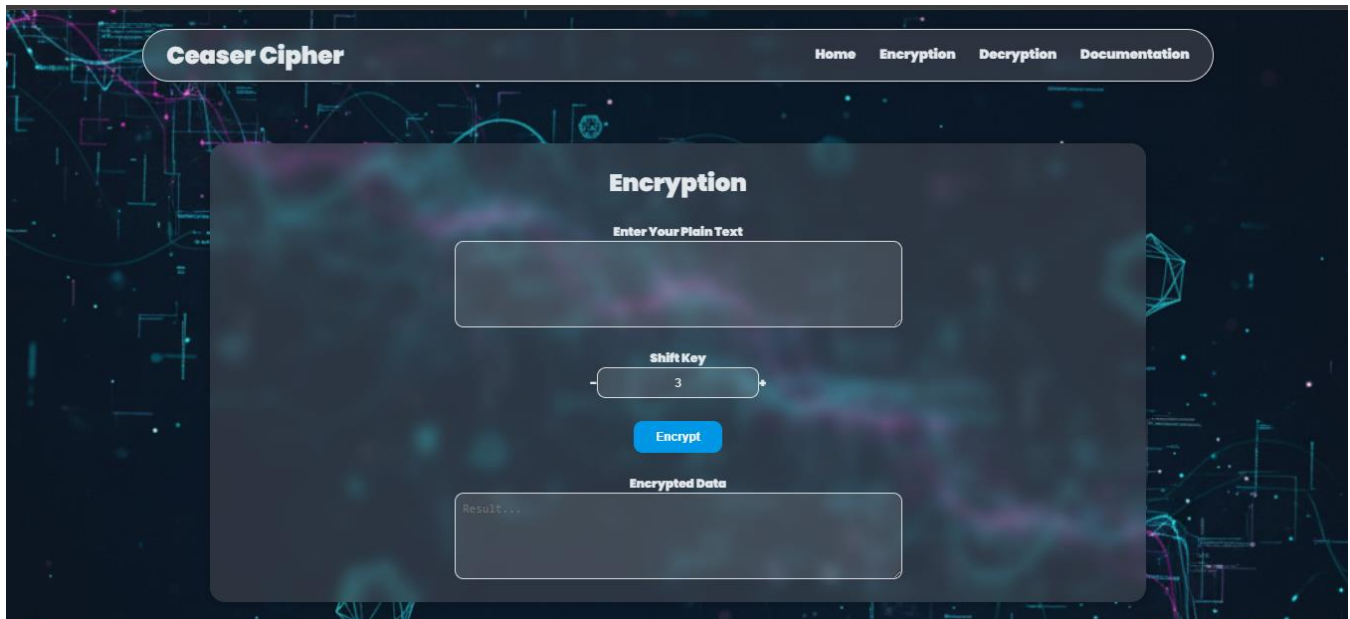 Ceaser Cipher
Home Encryption Decryption Documentation
Encryption
Enter Your Plain Text
Shift Key
- 3 +
Encrypt
Encrypted Data
Result...